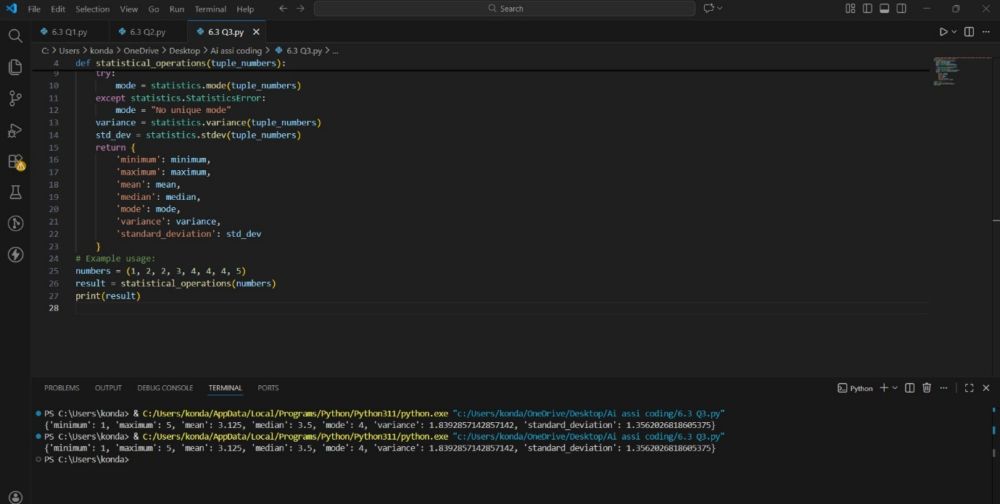 File Edit Selection View Go Run Terminal Help
Search
6.3 Q1.py
6.3 Q2.py
6.3 Q3.py
C: > Users > konda > OneDrive > Desktop > Ai assi coding > 6.3 Q3.py > ...
4 def statistical_operations(tuple_numbers):
9 try:
10 mode = statistics.mode(tuple_numbers)
11 except statistics.StatisticsError:
12 mode = "No unique mode"
13 variance = statistics.variance(tuple_numbers)
14 std_dev = statistics.stdev(tuple_numbers)
15 return {
16 'minimum': minimum,
17 'maximum': maximum,
18 'mean': mean,
19 'median': median,
20 'mode': mode,
21 'variance': variance,
22 'standard_deviation': std_dev
23 }
24 # Example usage:
25 numbers = (1, 2, 2, 3, 4, 4, 4, 5)
26 result = statistical_operations(numbers)
27 print(result)
28
PROBLEMS OUTPUT DEBUG CONSOLE TERMINAL PORTS
Python
PS C:\Users\konda> & C:/Users/konda/AppData/Local/Programs/Python/Python311/python.exe "c:/Users/konda/OneDrive/Desktop/Ai assi coding/6.3 Q3.py"
{'minimum': 1, 'maximum': 5, 'mean': 3.125, 'median': 3.5, 'mode': 4, 'variance': 1.8392857142857142, 'standard_deviation': 1.3562026818605375}
PS C:\Users\konda> & C:/Users/konda/AppData/Local/Programs/Python/Python311/python.exe "c:/Users/konda/OneDrive/Desktop/Ai assi coding/6.3 Q3.py"
{'minimum': 1, 'maximum': 5, 'mean': 3.125, 'median': 3.5, 'mode': 4, 'variance': 1.8392857142857142, 'standard_deviation': 1.3562026818605375}
PS C:\Users\konda>